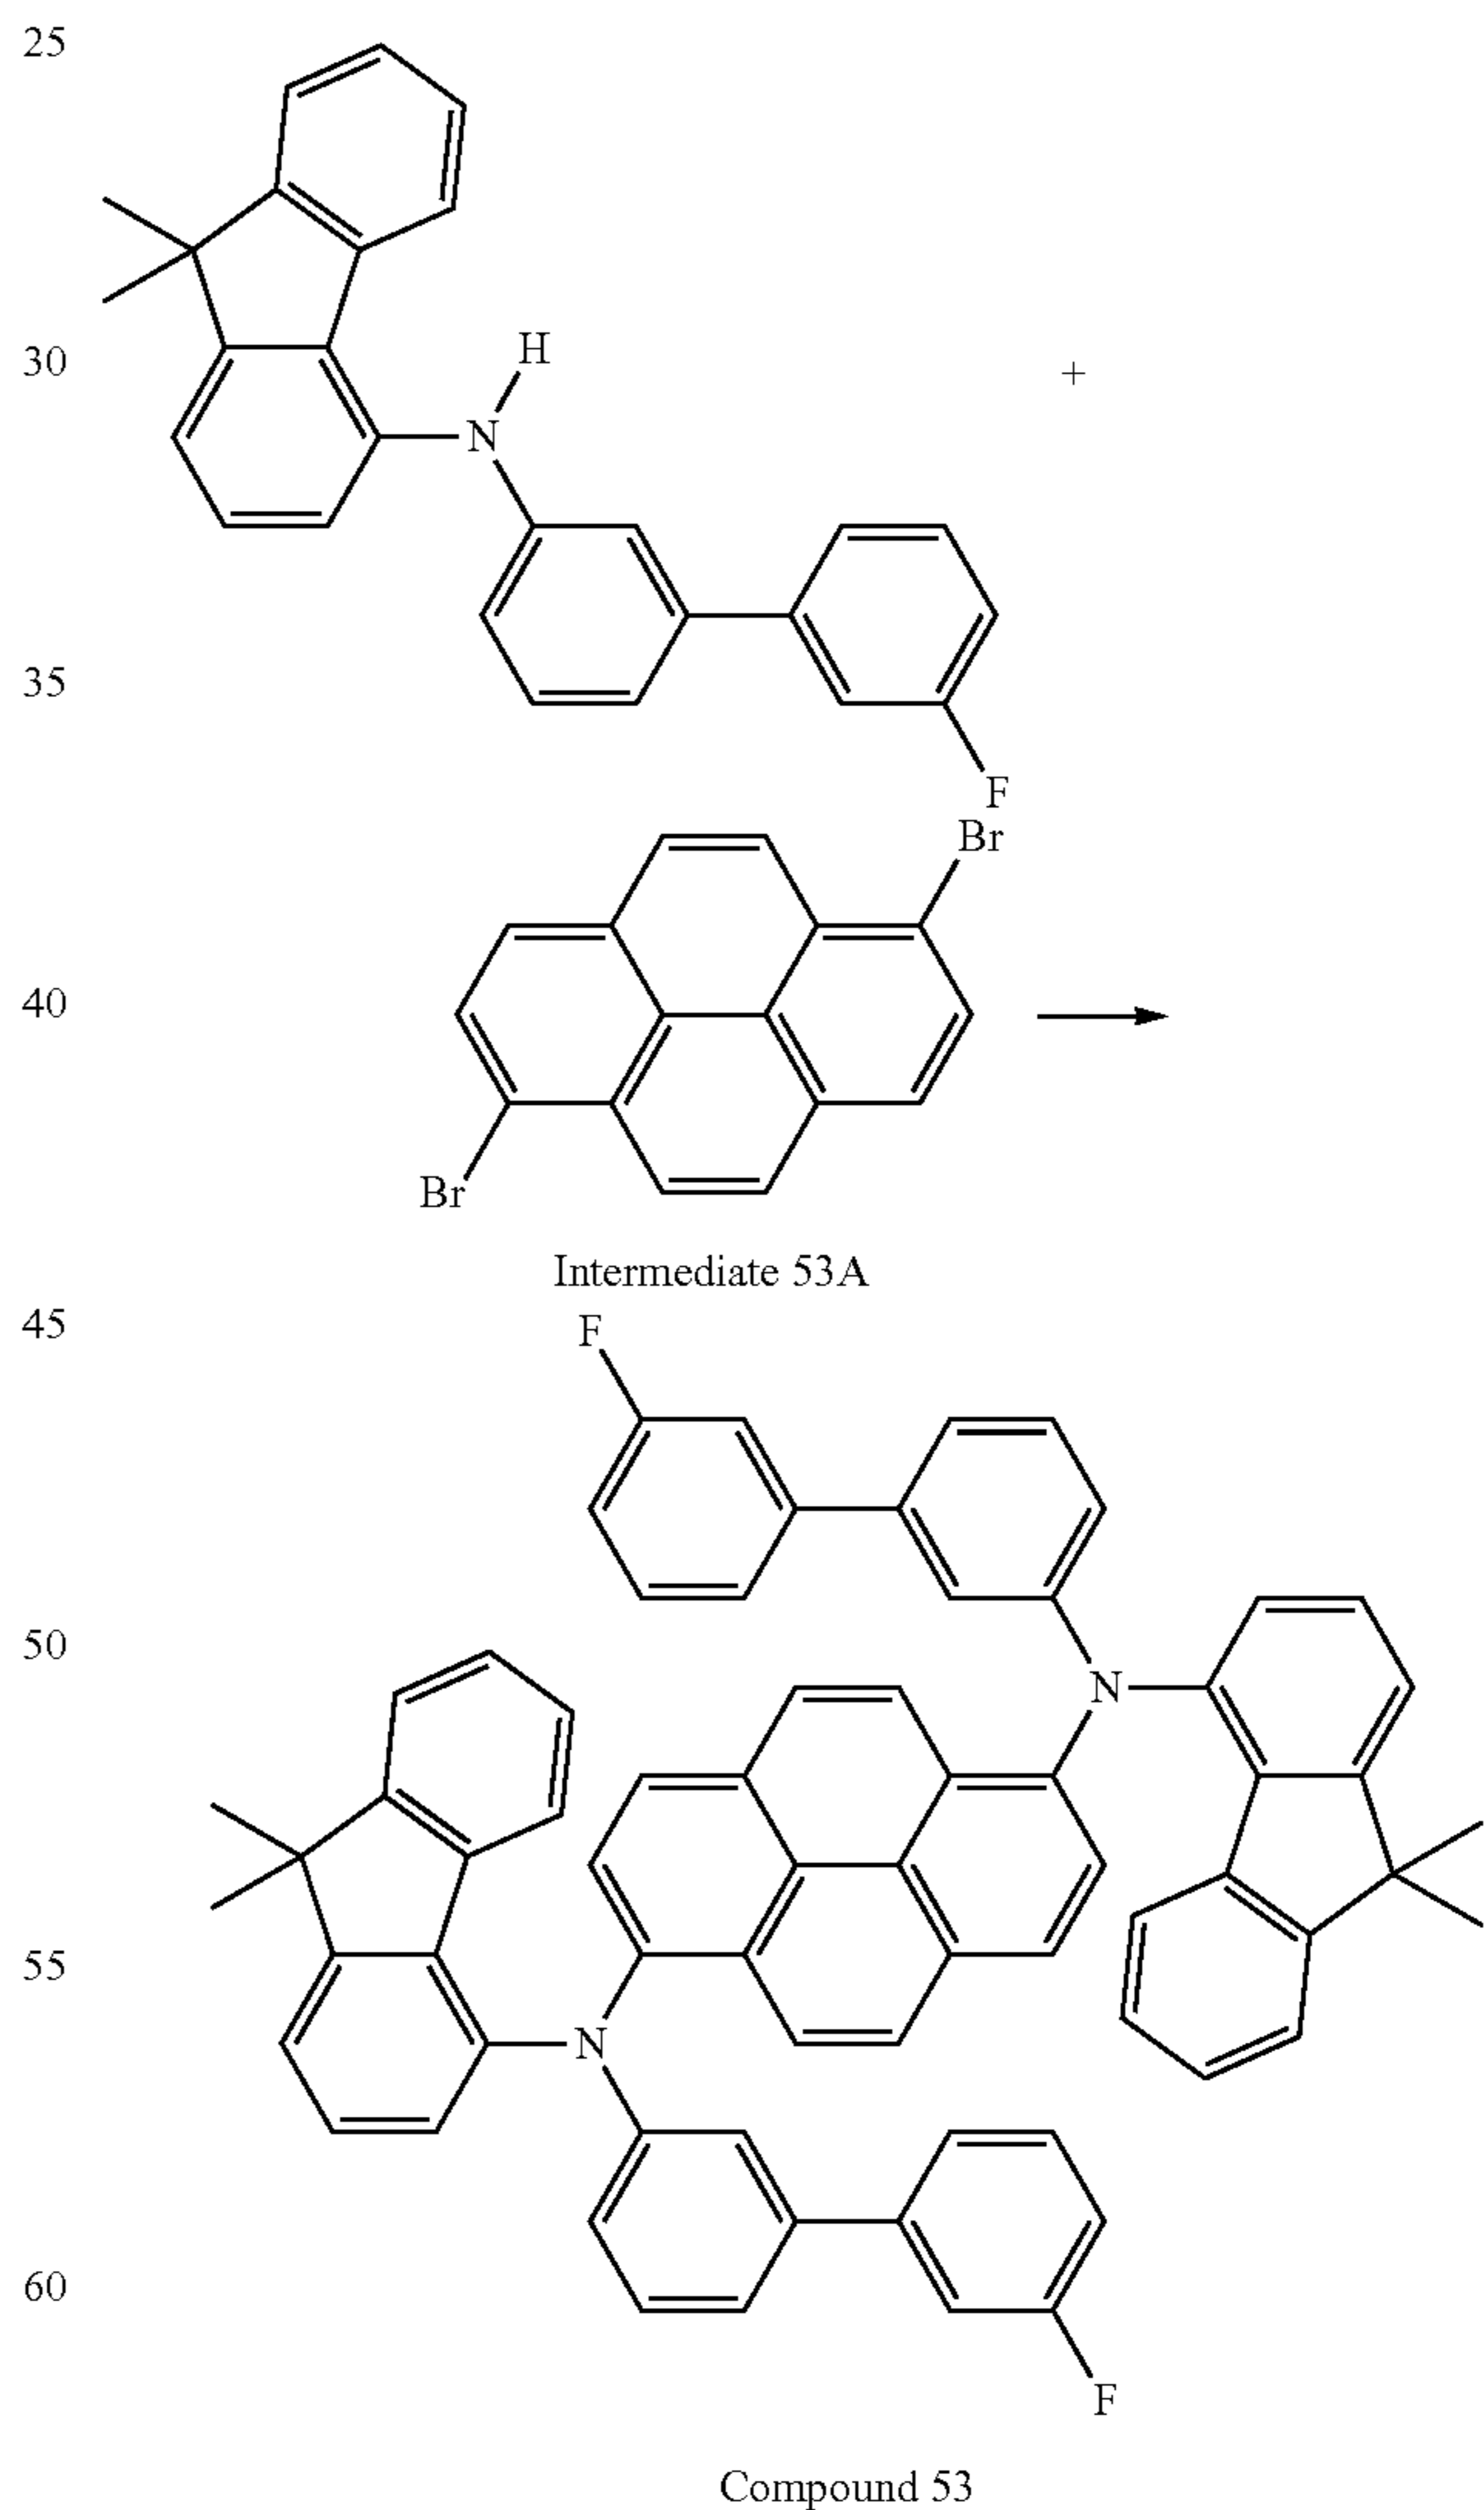 25
30
H
+
N
35
F
Br
40
Br
Intermediate 53A
45
F
50
N
55
N
60
F
Compound 53